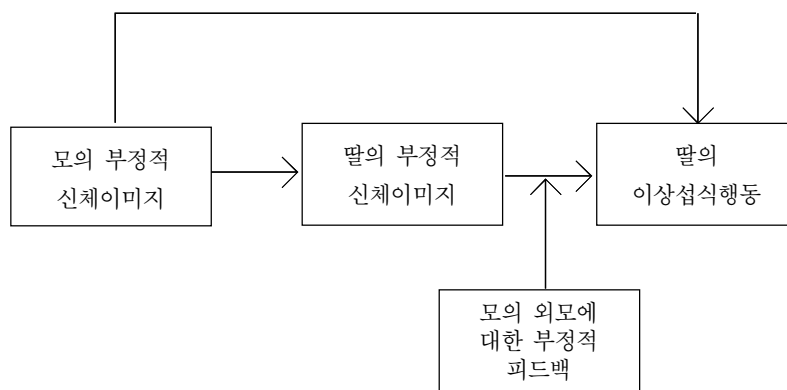 모의 부정적
신체이미지
딸의 부정적
신체이미지
딸의
이상섭식행동
모의 외모에
대한 부정적
피드백